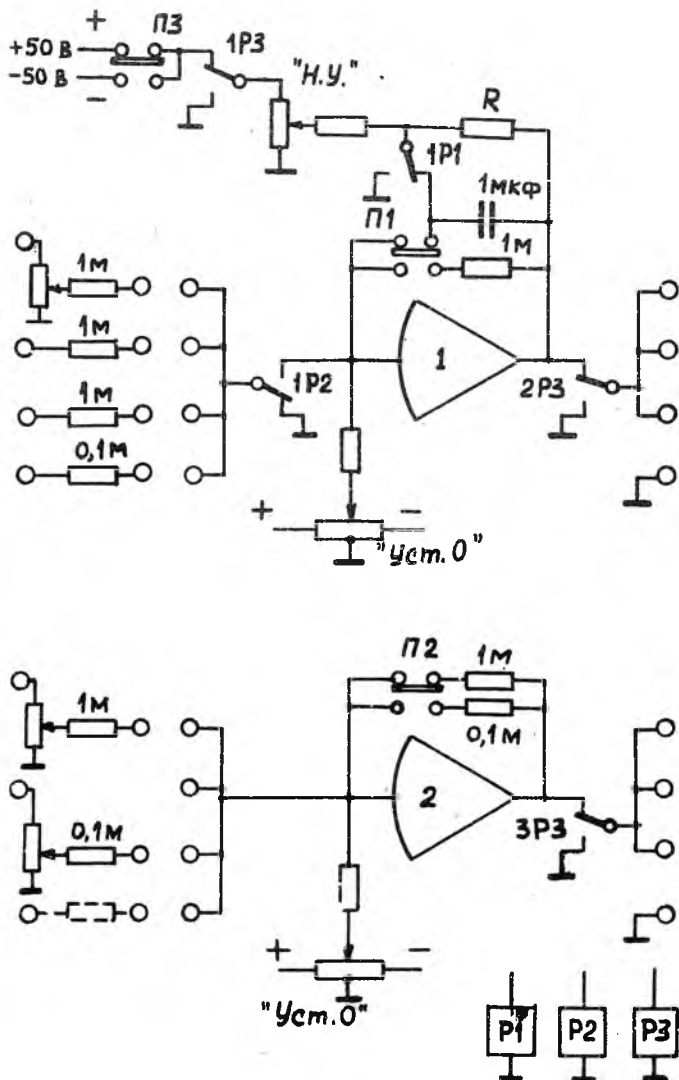 + П3
+50 В
1Р3
"Н.У."
-50 В
-
R
1Р1
1мкф
П1
1м
1м
1м
1
1Р2
2Р3
1м
0,1м
+ -
"Уст.0"
П2
1м
1м
0,1м
2
3Р3
0,1м
+ -
"Уст.0"
Р1 Р2 Р3